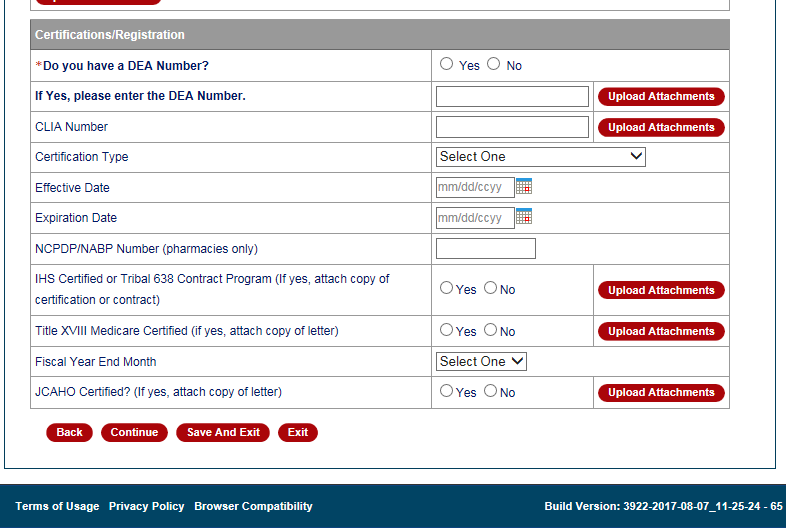 Certifications/Registration
*Do you have a DEA Number? Yes No
If Yes, please enter the DEA Number. Upload Attachments
CLIA Number Upload Attachments
Certification Type Select One
Effective Date mm/dd/ccyy
Expiration Date mm/dd/ccyy
NCPDP/NABP Number (pharmacies only)
IHS Certified or Tribal 638 Contract Program (If yes, attach copy of
certification or contract) Yes No Upload Attachments
Title XVIII Medicare Certified (if yes, attach copy of letter) Yes No Upload Attachments
Fiscal Year End Month Select One
JCAHO Certified? (If yes, attach copy of letter) Yes No Upload Attachments
Back Continue Save And Exit Exit
Terms of Usage Privacy Policy Browser Compatibility Build Version: 3922-2017-08-07_11-25-24 - 65